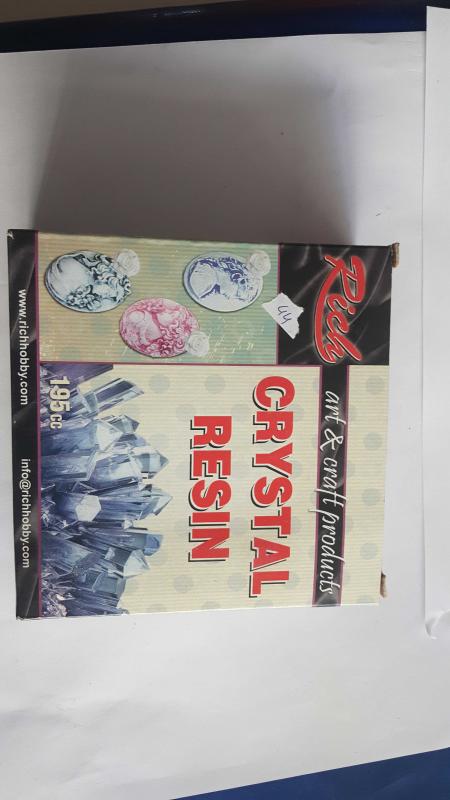 Rich
art & craft products
44
CRYSTAL
RESIN
195cc
www.richhobby.com
info@richhobby.com